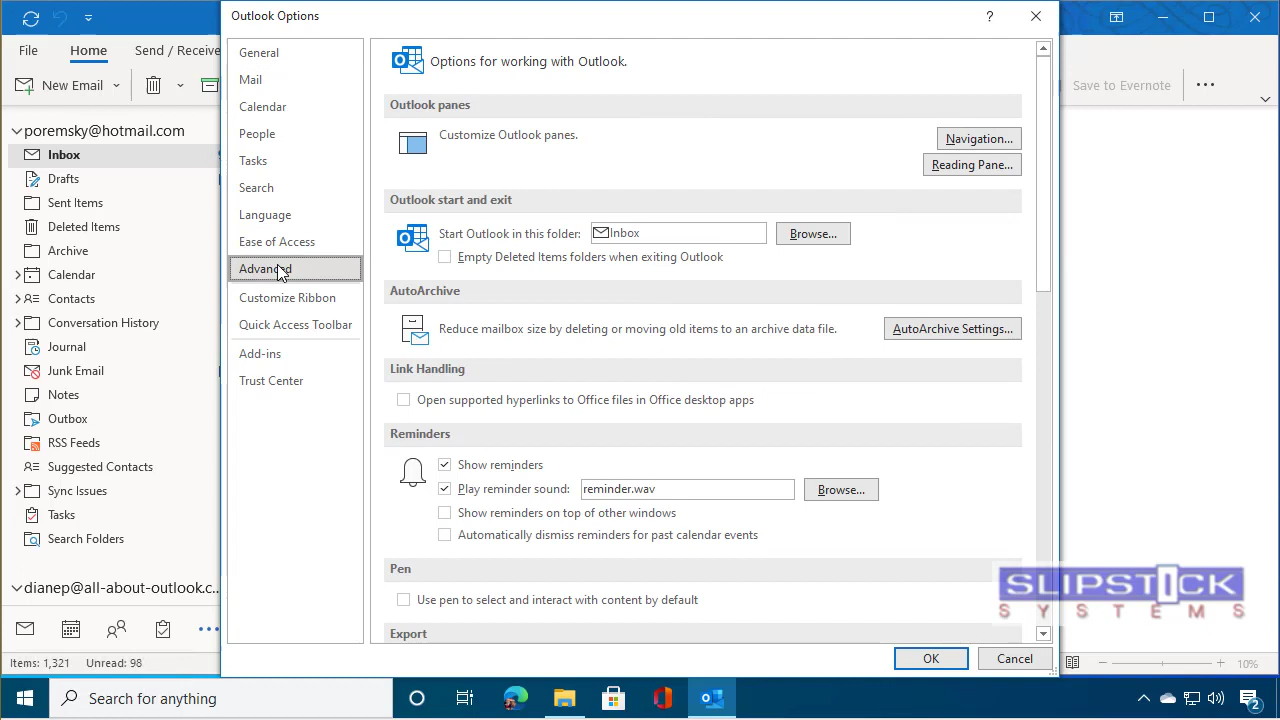 Outlook Options
File
Home
Send / Receive
New Email
Save to Evernote
poremsky@hotmail.com
Inbox
Drafts
Sent Items
Deleted Items
Archive
Calendar
Contacts
Conversation History
Journal
Junk Email
Notes
Outbox
RSS Feeds
Suggested Contacts
Sync Issues
Tasks
Search Folders
dianep@all-about-outlook.c...
Items: 1,321
Unread: 98
General
Mail
Calendar
People
Tasks
Search
Language
Ease of Access
Advanced
Customize Ribbon
Quick Access Toolbar
Add-ins
Trust Center
Options for working with Outlook.
Outlook panes
Customize Outlook panes.
Navigation...
Reading Pane...
Outlook start and exit
Start Outlook in this folder:
Inbox
Browse...
Empty Deleted Items folders when exiting Outlook
AutoArchive
Reduce mailbox size by deleting or moving old items to an archive data file.
AutoArchive Settings...
Link Handling
Open supported hyperlinks to Office files in Office desktop apps
Reminders
Show reminders
Play reminder sound:
reminder.wav
Browse...
Show reminders on top of other windows
Automatically dismiss reminders for past calendar events
Pen
Use pen to select and interact with content by default
Export
OK
Cancel
SLIPSTICK
SYSTEMS
10%
Search for anything
2